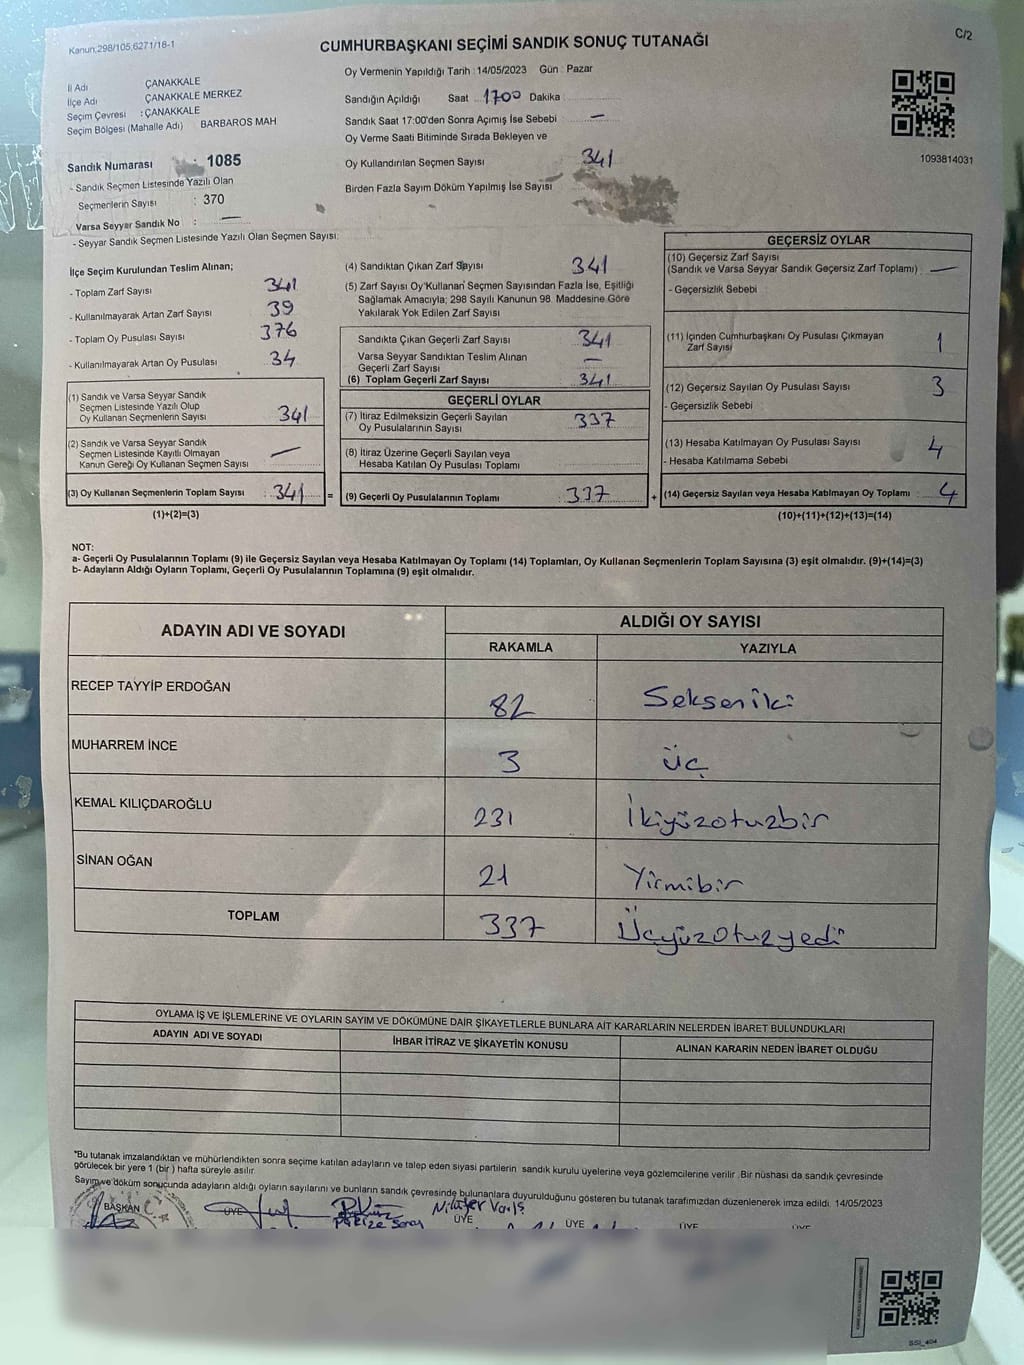 Kanun:298/105,6271/18-1
CUMHURBAŞKANI SEÇİMİ SANDIK SONUÇ TUTANAĞI
C/2
İl Adı ÇANAKKALE
İlçe Adı ÇANAKKALE MERKEZ
Seçim Çevresi : ÇANAKKALE
Seçim Bölgesi (Mahalle Adı) BARBAROS MAH
Sandık Numarası 1085
- Sandık Seçmen Listesinde Yazılı Olan
Seçmenlerin Sayısı : 370
Varsa Seyyar Sandık No : —
- Seyyar Sandık Seçmen Listesinde Yazılı Olan Seçmen Sayısı:
Oy Vermenin Yapıldığı Tarih : 14/05/2023 Gün : Pazar
Sandığın Açıldığı Saat 1700 Dakika
Sandık Saat 17:00'den Sonra Açımış İse Sebebi —
Oy Verme Saati Bitiminde Sırada Bekleyen ve
Oy Kullandırılan Seçmen Sayısı 341
Birden Fazla Sayım Döküm Yapılmış İse Sayısı
1093814031
İlçe Seçim Kurulundan Teslim Alınan;
- Toplam Zarf Sayısı 341
- Kullanılmayarak Artan Zarf Sayısı 39
- Toplam Oy Pusulası Sayısı 376
- Kullanılmayarak Artan Oy Pusulası 34
(1) Sandık ve Varsa Seyyar Sandık
Seçmen Listesinde Yazılı Olup
Oy Kullanan Seçmenlerin Sayısı 341
(2) Sandık ve Varsa Seyyar Sandık
Seçmen Listesinde Kayıtlı Olmayan
Kanun Gereği Oy Kullanan Seçmen Sayısı —
(3) Oy Kullanan Seçmenlerin Toplam Sayısı : 341 =
(1)+(2)=(3)
(4) Sandıktan Çıkan Zarf Sayısı 341
(5) Zarf Sayısı Oy Kullanan Seçmen Sayısından Fazla İse, Eşitliği
Sağlamak Amacıyla; 298 Sayılı Kanunun 98. Maddesine Göre
Yakılarak Yok Edilen Zarf Sayısı
Sandıkta Çıkan Geçerli Zarf Sayısı 341
Varsa Seyyar Sandıktan Teslim Alınan
Geçerli Zarf Sayısı —
(6) Toplam Geçerli Zarf Sayısı 341
GEÇERLİ OYLAR
(7) İtiraz Edilmeksizin Geçerli Sayılan
Oy Pusulalarının Sayısı 337
(8) İtiraz Üzerine Geçerli Sayılan veya
Hesaba Katılan Oy Pusulası Toplamı
(9) Geçerli Oy Pusulalarının Toplamı : 337 +
GEÇERSİZ OYLAR
(10) Geçersiz Zarf Sayısı
(Sandık ve Varsa Seyyar Sandık Geçersiz Zarf Toplamı) —
- Geçersizlik Sebebi
(11) İçinden Cumhurbaşkanı Oy Pusulası Çıkmayan
Zarf Sayısı 1
(12) Geçersiz Sayılan Oy Pusulası Sayısı 3
- Geçersizlik Sebebi
(13) Hesaba Katılmayan Oy Pusulası Sayısı 4
- Hesaba Katılmama Sebebi
(14) Geçersiz Sayılan veya Hesaba Katılmayan Oy Toplamı : 4
(10)+(11)+(12)+(13)=(14)
NOT:
a- Geçerli Oy Pusulalarının Toplamı (9) ile Geçersiz Sayılan veya Hesaba Katılmayan Oy Toplamı (14) Toplamları, Oy Kullanan Seçmenlerin Toplam Sayısına (3) eşit olmalıdır. (9)+(14)=(3)
b- Adayların Aldığı Oyların Toplamı, Geçerli Oy Pusulalarının Toplamına (9) eşit olmalıdır.
ADAYIN ADI VE SOYADI ALDIĞI OY SAYISI
RAKAMLA YAZIYLA
RECEP TAYYİP ERDOĞAN 82 Sekseniki
MUHARREM İNCE 3 üç
KEMAL KILIÇDAROĞLU 231 İkiyüzotuzbir
SİNAN OĞAN 21 Yirmibir
TOPLAM 337 Üçyüzotuzyedi
OYLAMA İŞ VE İŞLEMLERİNE VE OYLARIN SAYIM VE DÖKÜMÜNE DAİR ŞİKAYETLERLE BUNLARA AİT KARARLARIN NELERDEN İBARET BULUNDUKLARI
ADAYIN ADI VE SOYADI İHBAR İTİRAZ VE ŞİKAYETİN KONUSU ALINAN KARARIN NEDEN İBARET OLDUĞU
*Bu tutanak imzalandıktan ve mühürlendikten sonra seçime katılan adayların ve talep eden siyasi partilerin sandık kurulu üyelerine veya gözlemcilerine verilir. Bir nüshası da sandık çevresinde
görülecek bir yere 1 (bir ) hafta süreyle asılır.
Sayım ve döküm sonucunda adayların aldığı oyların sayılarını ve bunların sandık çevresinde bulunanlara duyurulduğunu gösteren bu tutanak tarafımızdan düzenlenerek imza edildi. 14/05/2023
BAŞKAN ÜYE Nilüfer
ÜYE ÜYE ÜYE ÜYE
SSİ_404